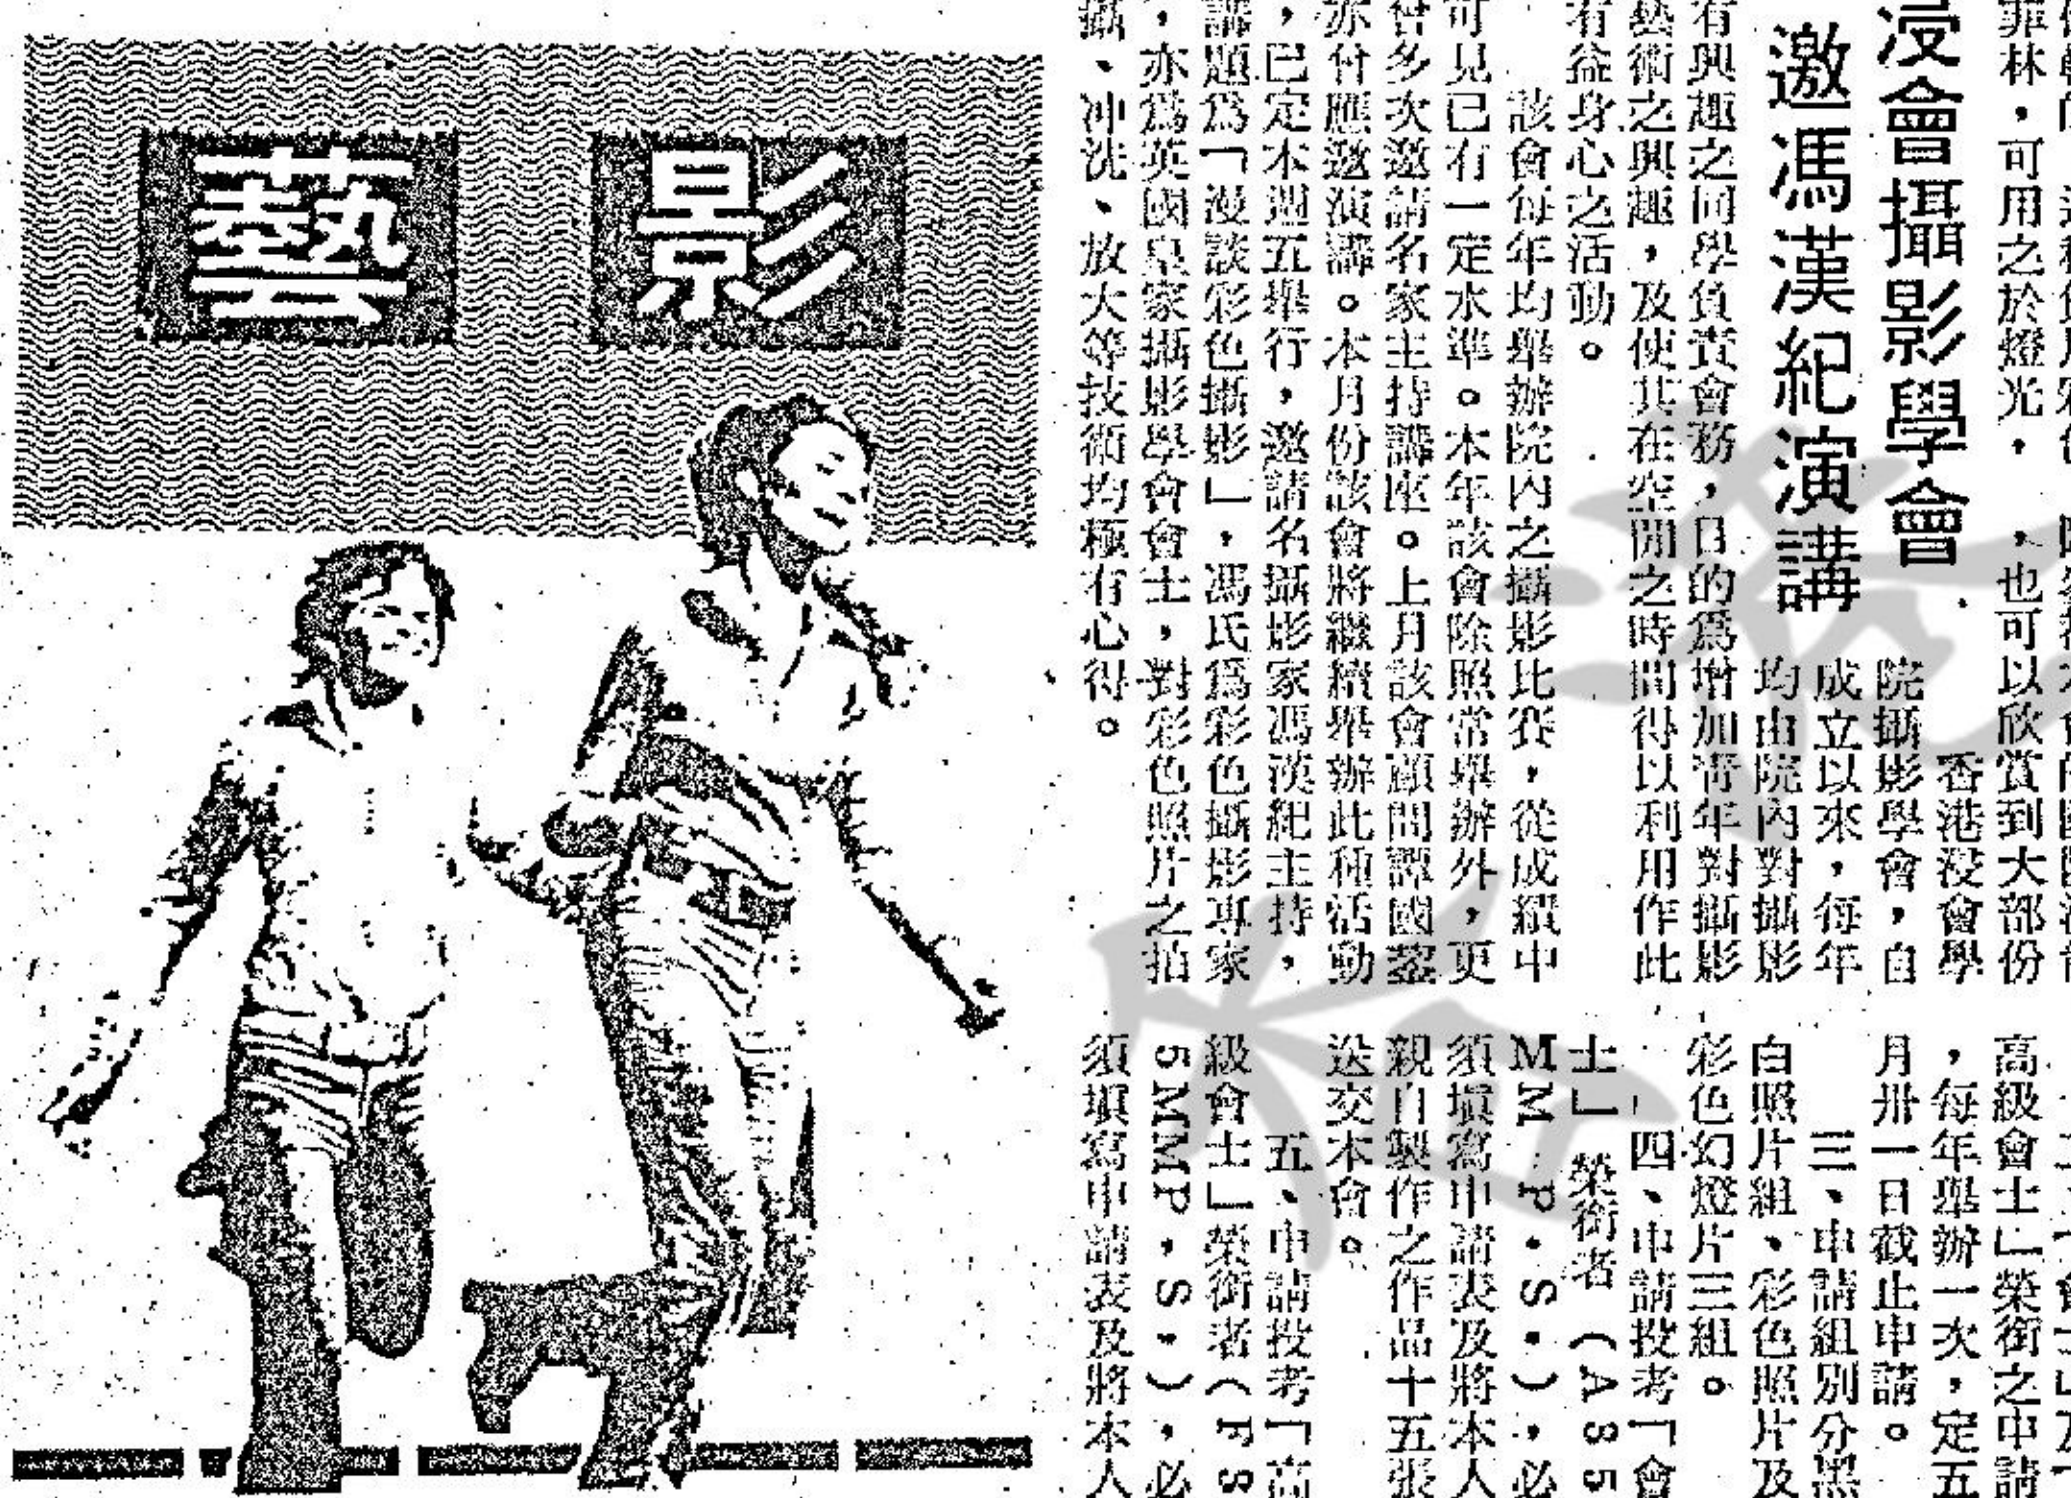 影藝
菲林，可用之於燈光，，也可以欣賞到大部份
浸會攝影學會
邀馮漢紀演講
香港浸會學
院攝影學會，自
成立以來，每年
均由院內對攝影
有興趣之同學負責會務，目的爲增加青年對攝影
藝術之興趣，及使其在空閒之時間得以利用作此
有益身心之活動。
該會每年均舉辦院內之攝影比賽，從成績中
可見已有一定水準。本年該會除照常舉辦外，更
曾多次邀請名家主持講座。上月該會顧問譚國
亦曾應邀演講。本月份該會將繼續舉辦此種活動
，已定本週五舉行，邀請名攝影家馮漢紀主持，
講題爲「漫談彩色攝影」，馮氏爲彩色攝影專家
，亦爲英國皇家攝影學會會士，對彩色照片之拍
攝、冲洗、放大等技術均極有心得。
高級會士」榮銜之申請
，每年舉辦一次，定五
月卅一日截止申請。
三、申請組別分黑
白照片組、彩色照片及
彩色幻燈片三組。
四、申請投考「會
士」榮銜者（A35
MMP・S・），必
須塡寫申請表及將本人
親自製作之作品十五張
送交本會。
五、申請投考「高
級會士」榮銜者（F3
5MMP・S・），必
須塡寫申請表及將本人